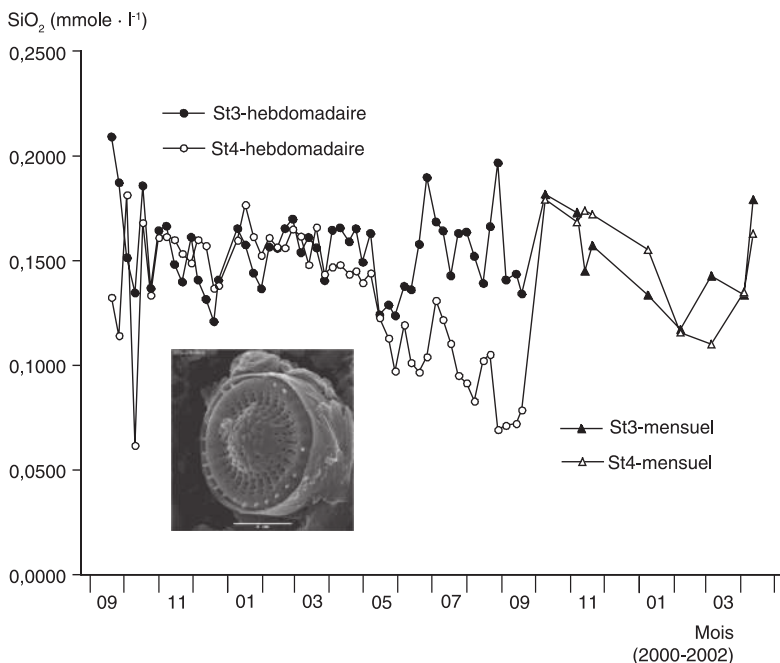 SiO₂ (mmole · l⁻¹)
0,2500
0,2000
0,1500
0,1000
0,0500
0,0000
St3-hebdomadaire
St4-hebdomadaire
St3-mensuel
St4-mensuel
09 11 01 03 05 07 09 11 01 03
Mois
(2000-2002)